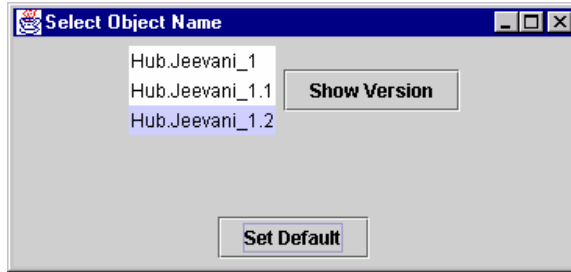 Select Object Name
Hub.Jeevani_1
Hub.Jeevani_1.1
Show Version
Hub.Jeevani_1.2
Set Default